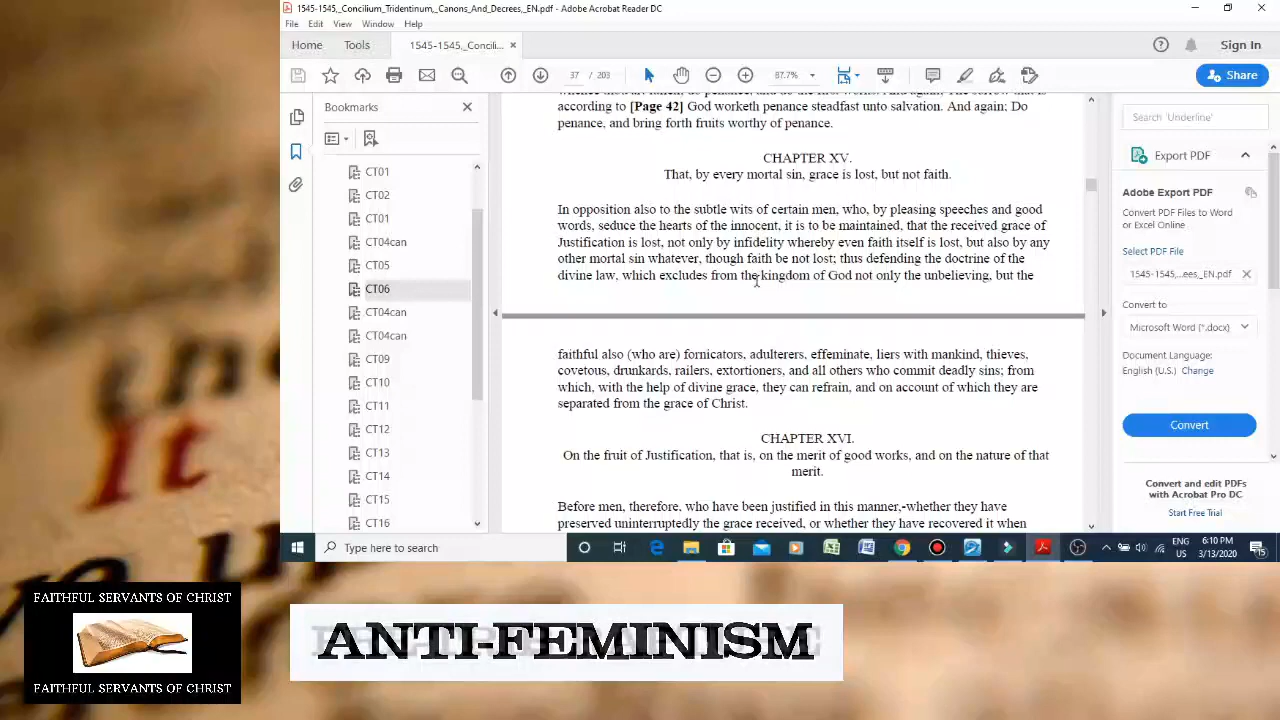 1545-1545,_Concilium_Tridentinum,_Canons_And_Decrees,_EN.pdf - Adobe Acrobat Reader DC
File Edit View Window Help
Home Tools 1545-1545,_Concili... ×
? Sign In
37 / 203 87.7% Share
Bookmarks
CT01
CT02
CT01
CT04can
CT05
CT06
CT04can
CT04can
CT09
CT10
CT11
CT12
CT13
CT14
CT15
CT16
according to [Page 42] God worketh penance steadfast unto salvation. And again; Do
penance, and bring forth fruits worthy of penance.
CHAPTER XV.
That, by every mortal sin, grace is lost, but not faith.
In opposition also to the subtle wits of certain men, who, by pleasing speeches and good
words, seduce the hearts of the innocent, it is to be maintained, that the received grace of
Justification is lost, not only by infidelity whereby even faith itself is lost, but also by any
other mortal sin whatever, though faith be not lost; thus defending the doctrine of the
divine law, which excludes from the kingdom of God not only the unbelieving, but the
faithful also (who are) fornicators, adulterers, effeminate, liers with mankind, thieves,
covetous, drunkards, railers, extortioners, and all others who commit deadly sins; from
which, with the help of divine grace, they can refrain, and on account of which they are
separated from the grace of Christ.
CHAPTER XVI.
On the fruit of Justification, that is, on the merit of good works, and on the nature of that
merit.
Before men, therefore, who have been justified in this manner,-whether they have
preserved uninterruptedly the grace received, or whether they have recovered it when
Search 'Underline'
Export PDF
Adobe Export PDF
Convert PDF Files to Word
or Excel Online
Select PDF File
1545-1545,...ees,_EN.pdf ×
Convert to
Microsoft Word (*.docx)
Document Language:
English (U.S.) Change
Convert
Convert and edit PDFs
with Acrobat Pro DC
Start Free Trial
Type here to search
ENG
US
6:10 PM
3/13/2020
15
It
FAITHFUL SERVANTS OF CHRIST
FAITHFUL SERVANTS OF CHRIST
ANTI-FEMINISM